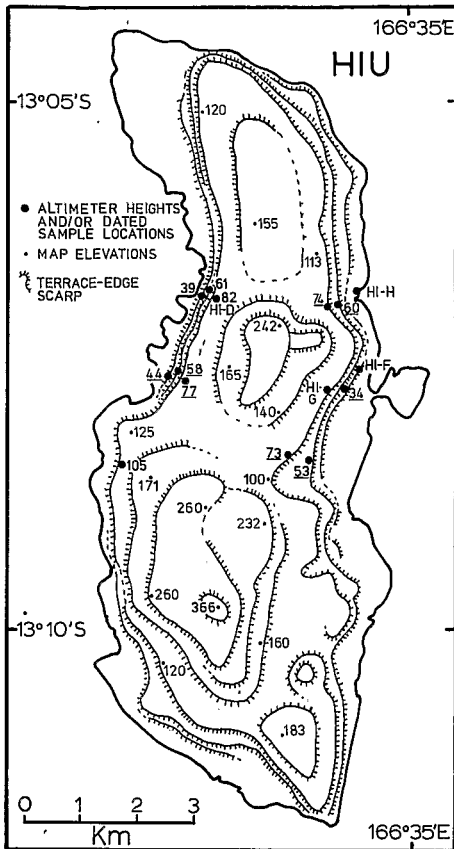 166°35'E
HIU
13°05'S
120
● ALTIMETER HEIGHTS
AND/OR DATED
SAMPLE LOCATIONS
• MAP ELEVATIONS
TERRACE-EDGE
SCARP
155
113
39
61
82
HI-D
74
60
HI-H
242
165
44
58
77
HI-F
HI-
G
34
140
125
105
171
73
53
100
260
232
260
366
160
120
183
13°10'S
0 1 2 3
Km
166°35'E